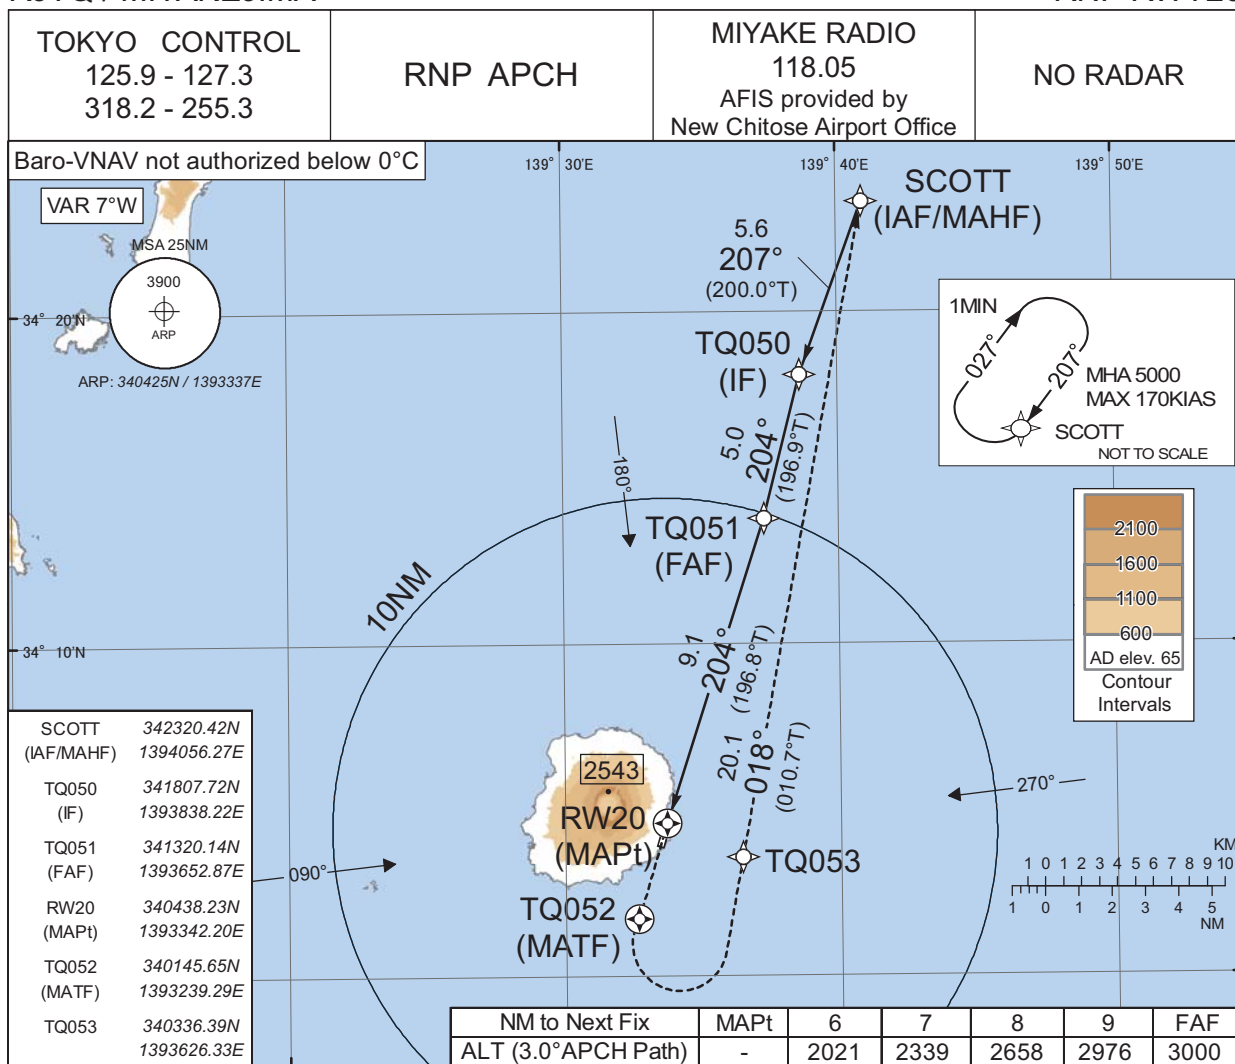 TOKYO CONTROL
125.9 - 127.3
318.2 - 255.3
RNP APCH
MIYAKE RADIO
118.05
AFIS provided by
New Chitose Airport Office
NO RADAR
Baro-VNAV not authorized below 0°C
VAR 7°W
MSA 25NM
3900
ARP
ARP: 340425N / 1393337E
139° 30'E
139° 40'E
139° 50'E
34° 20'N
34° 10'N
SCOTT
(IAF/MAHF)
5.6
207°
(200.0°T)
TQ050
(IF)
5.0
204°
(196.9°T)
TQ051
(FAF)
180°
10NM
9.1
204°
(196.8°T)
20.1
018°
(010.7°T)
1MIN
027°
207°
MHA 5000
MAX 170KIAS
SCOTT
NOT TO SCALE
2100
1600
1100
600
AD elev. 65
Contour
Intervals
2543
RW20
(MAPt)
TQ053
TQ052
(MATF)
270°
090°
KM
1 0 1 2 3 4 5 6 7 8 9 10
1 0 1 2 3 4 5
NM
SCOTT 342320.42N
(IAF/MAHF) 1394056.27E
TQ050 341807.72N
(IF) 1393838.22E
TQ051 341320.14N
(FAF) 1393652.87E
RW20 340438.23N
(MAPt) 1393342.20E
TQ052 340145.65N
(MATF) 1393239.29E
TQ053 340336.39N
1393626.33E
NM to Next Fix MAPt 6 7 8 9 FAF
ALT (3.0°APCH Path) - 2021 2339 2658 2976 3000